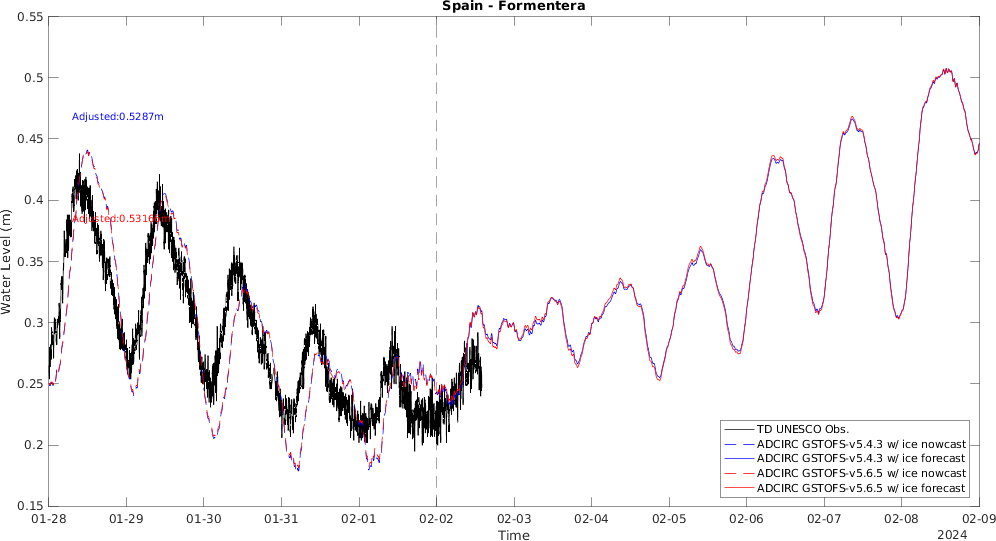 Spain - Formentera
0.55
0.5
0.45
0.4
0.35
0.3
0.25
0.2
0.15
Water Level (m)
Adjusted:0.5287m
Adjusted:0.5316m
TD UNESCO Obs.
ADCIRC GSTOFS-v5.4.3 w/ ice nowcast
ADCIRC GSTOFS-v5.4.3 w/ ice forecast
ADCIRC GSTOFS-v5.6.5 w/ ice nowcast
ADCIRC GSTOFS-v5.6.5 w/ ice forecast
01-28 01-29 01-30 01-31 02-01 02-02 02-03 02-04 02-05 02-06 02-07 02-08 02-09
Time
2024